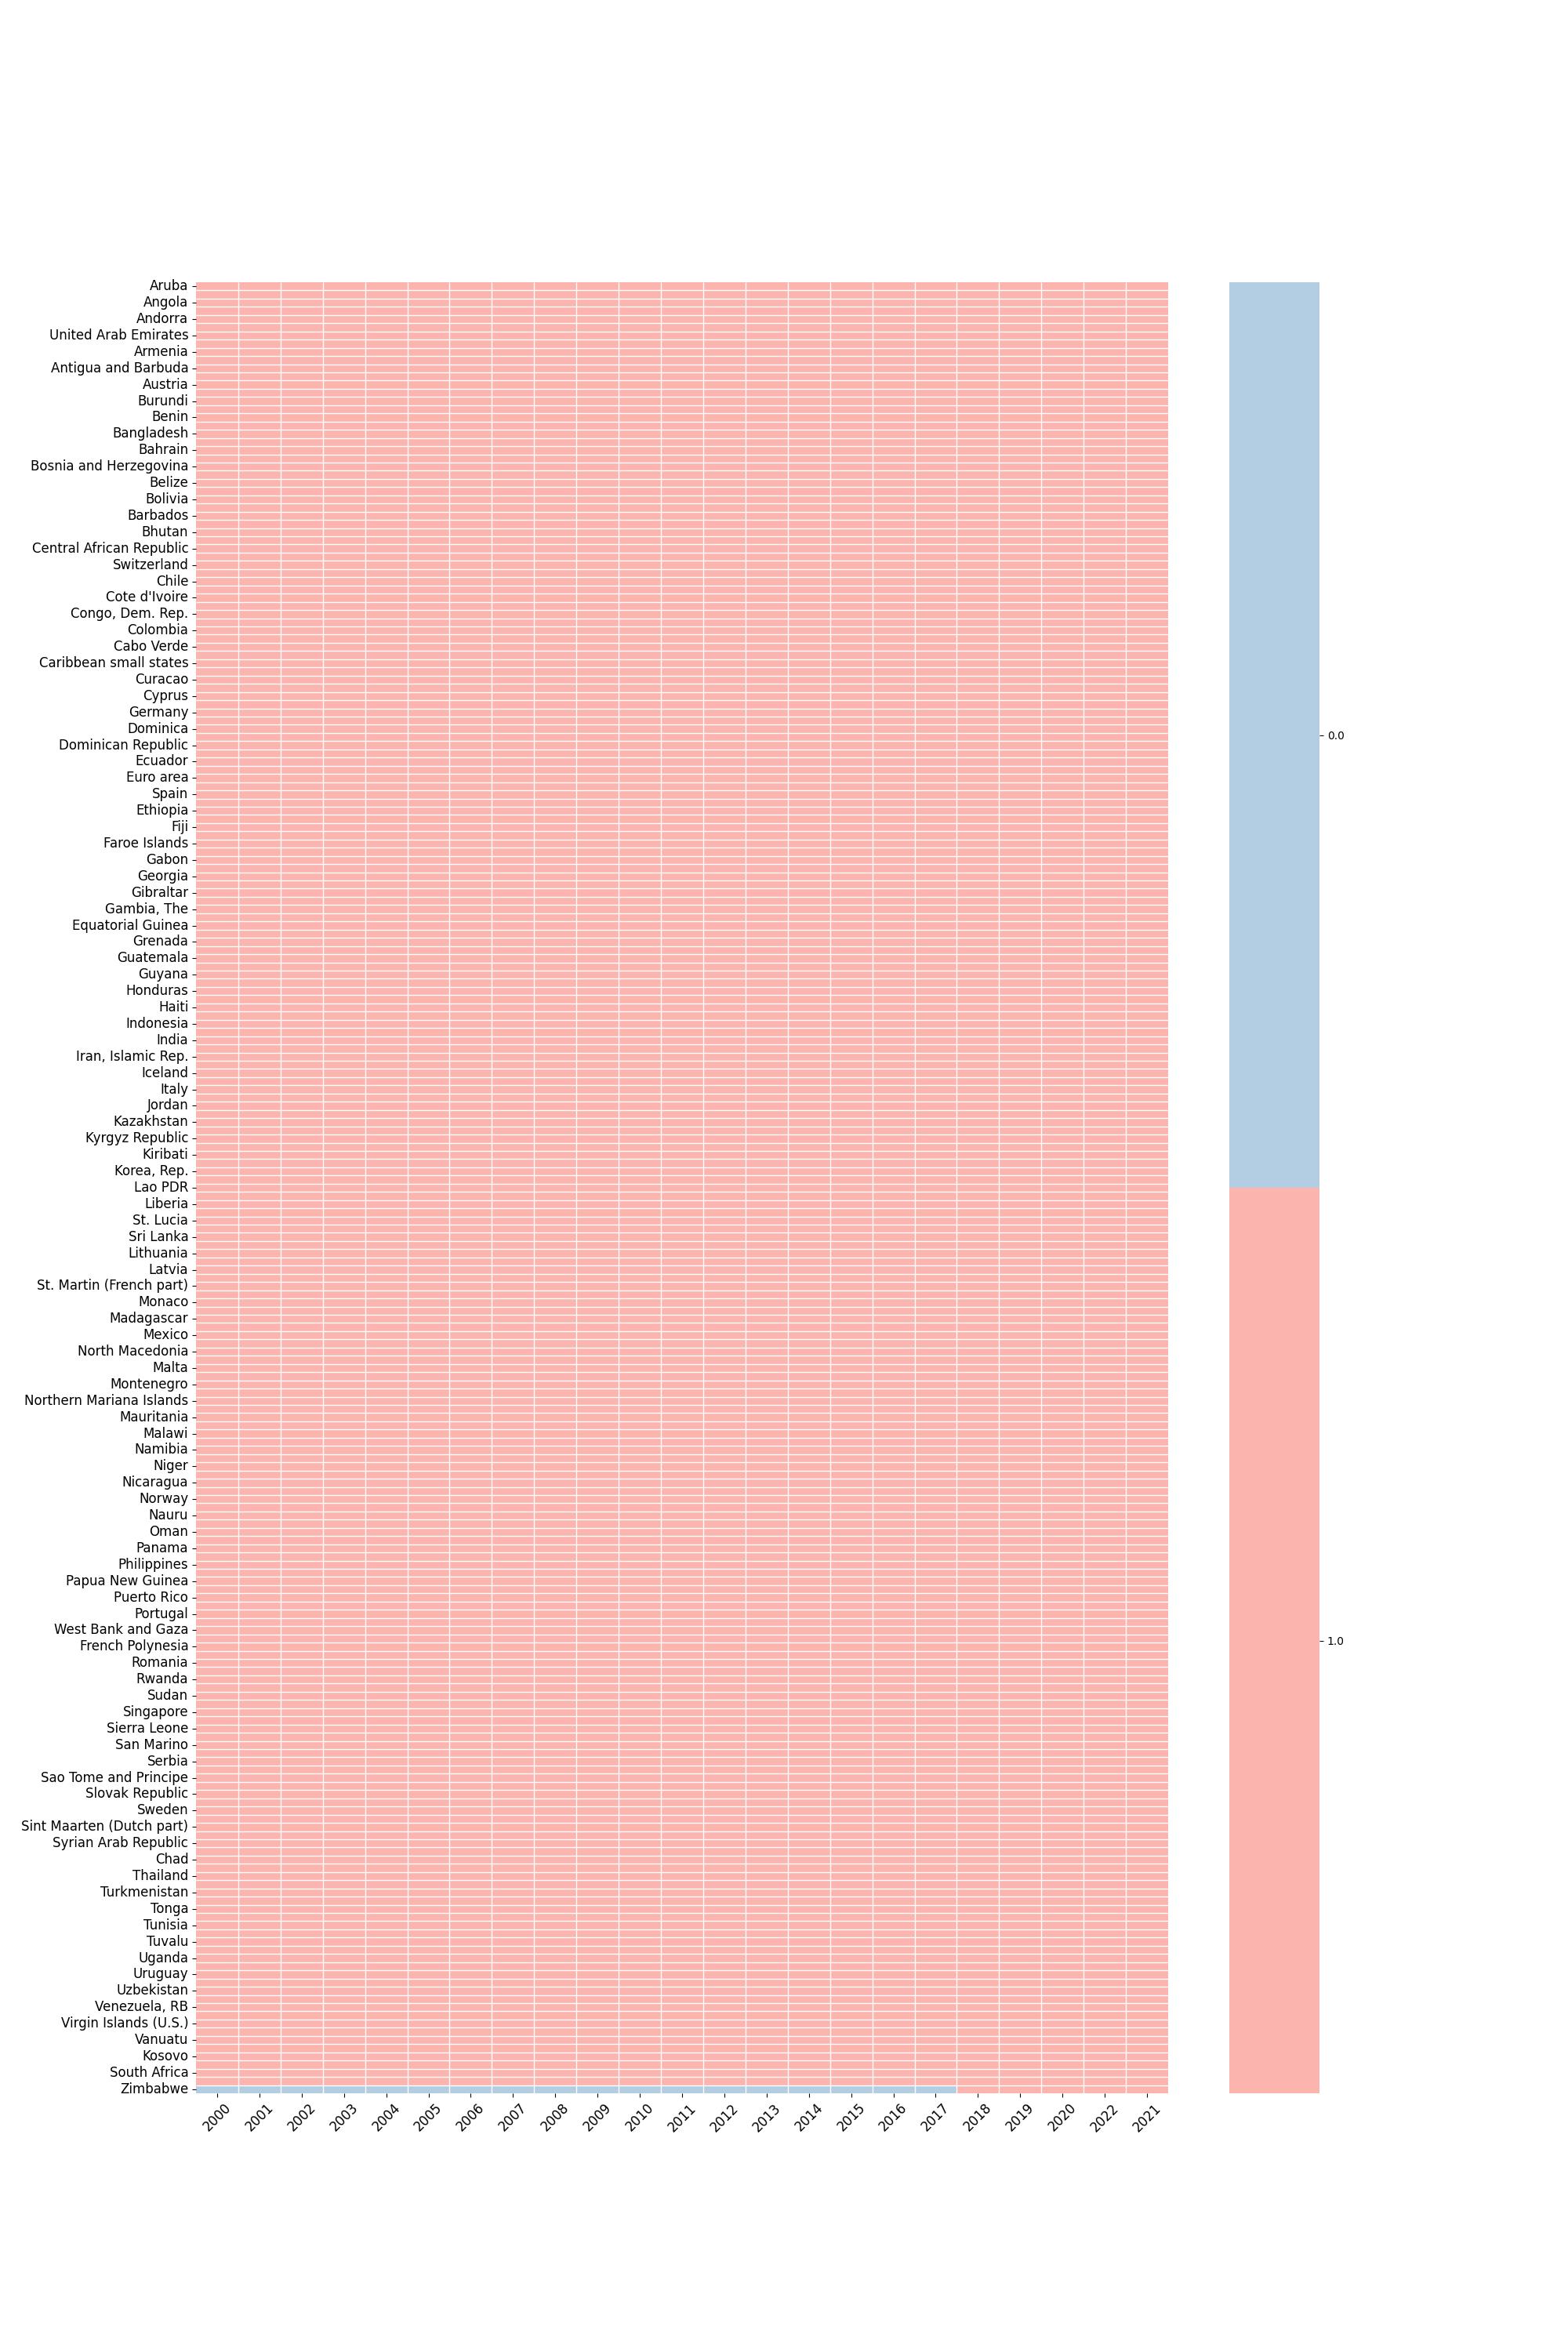 Aruba
Angola
Andorra
United Arab Emirates
Armenia
Antigua and Barbuda
Austria
Burundi
Benin
Bangladesh
Bahrain
Bosnia and Herzegovina
Belize
Bolivia
Barbados
Bhutan
Central African Republic
Switzerland
Chile
Cote d'Ivoire
Congo, Dem. Rep.
Colombia
Cabo Verde
Caribbean small states
Curacao
Cyprus
Germany
Dominica
0.0
Dominican Republic
Ecuador
Euro area
Spain
Ethiopia
Fiji
Faroe Islands
Gabon
Georgia
Gibraltar
Gambia, The
Equatorial Guinea
Grenada
Guatemala
Guyana
Honduras
Haiti
Indonesia
India
Iran, Islamic Rep.
Iceland
Italy
Jordan
Kazakhstan
Kyrgyz Republic
Kiribati
Korea, Rep.
Lao PDR
Liberia
St. Lucia
Sri Lanka
Lithuania
Latvia
St. Martin (French part)
Monaco
Madagascar
Mexico
North Macedonia
Malta
Montenegro
Northern Mariana Islands
Mauritania
Malawi
Namibia
Niger
Nicaragua
Norway
Nauru
Oman
Panama
Philippines
Papua New Guinea
Puerto Rico
Portugal
West Bank and Gaza
1.0
French Polynesia
Romania
Rwanda
Sudan
Singapore
Sierra Leone
San Marino
Serbia
Sao Tome and Principe
Slovak Republic
Sweden
Sint Maarten (Dutch part)
Syrian Arab Republic
Chad
Thailand
Turkmenistan
Tonga
Tunisia
Tuvalu
Uganda
Uruguay
Uzbekistan
Venezuela, RB
Virgin Islands (U.S.)
Vanuatu
Kosovo
South Africa
Zimbabwe
2000 2001 2002 2003 2004 2005 2006 2007 2008 2009 2010 2011 2012 2013 2014 2015 2016 2017 2018 2019 2020 2022 2021